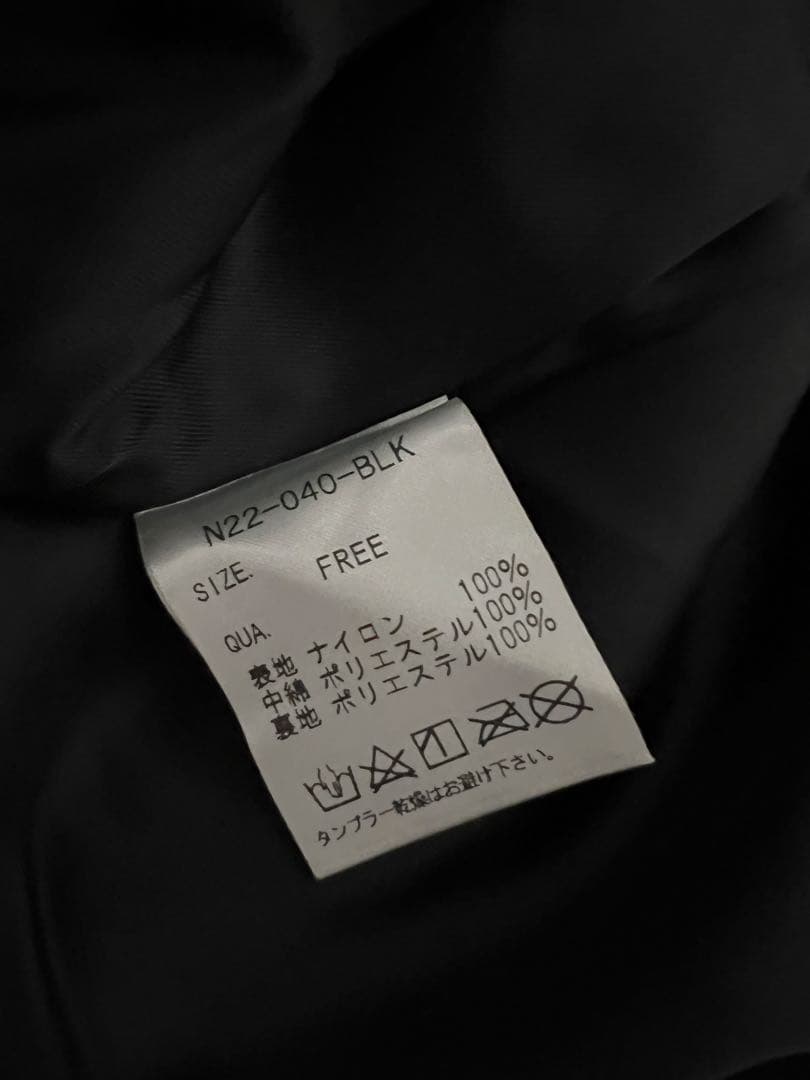 N22-040-BLK
SIZE. FREE
QUA.
表地 ナイロン 100%
中綿 ポリエステル100%
裏地 ポリエステル100%
タンブラー乾燥はお避け下さい。